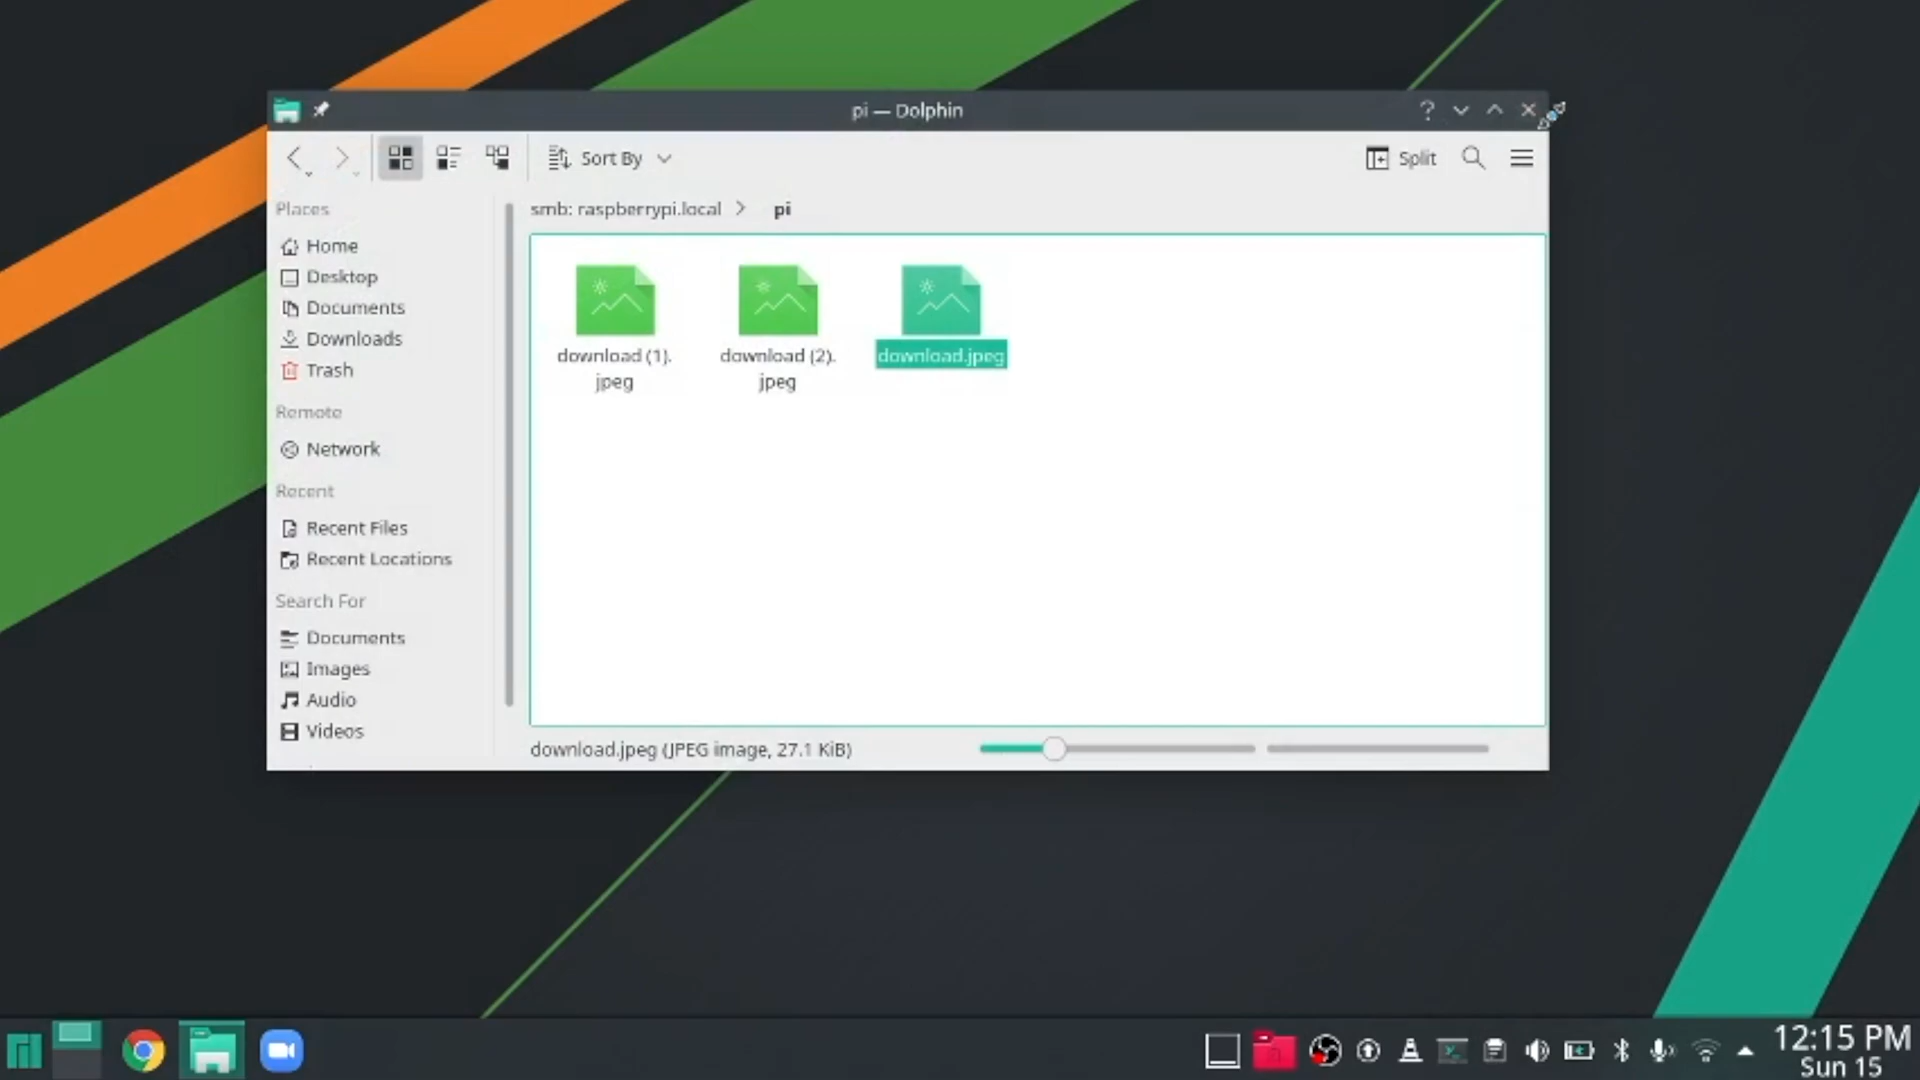 pi — Dolphin
Sort By
Split
Places
smb: raspberrypi.local
pi
Home
Desktop
Documents
Downloads
Trash
Remote
Network
Recent
Recent Files
Recent Locations
Search For
Documents
Images
Audio
Videos
download (1).
jpeg
download (2).
jpeg
download.jpeg
download.jpeg (JPEG image, 27.1 KiB)
12:15 PM
Sun 15